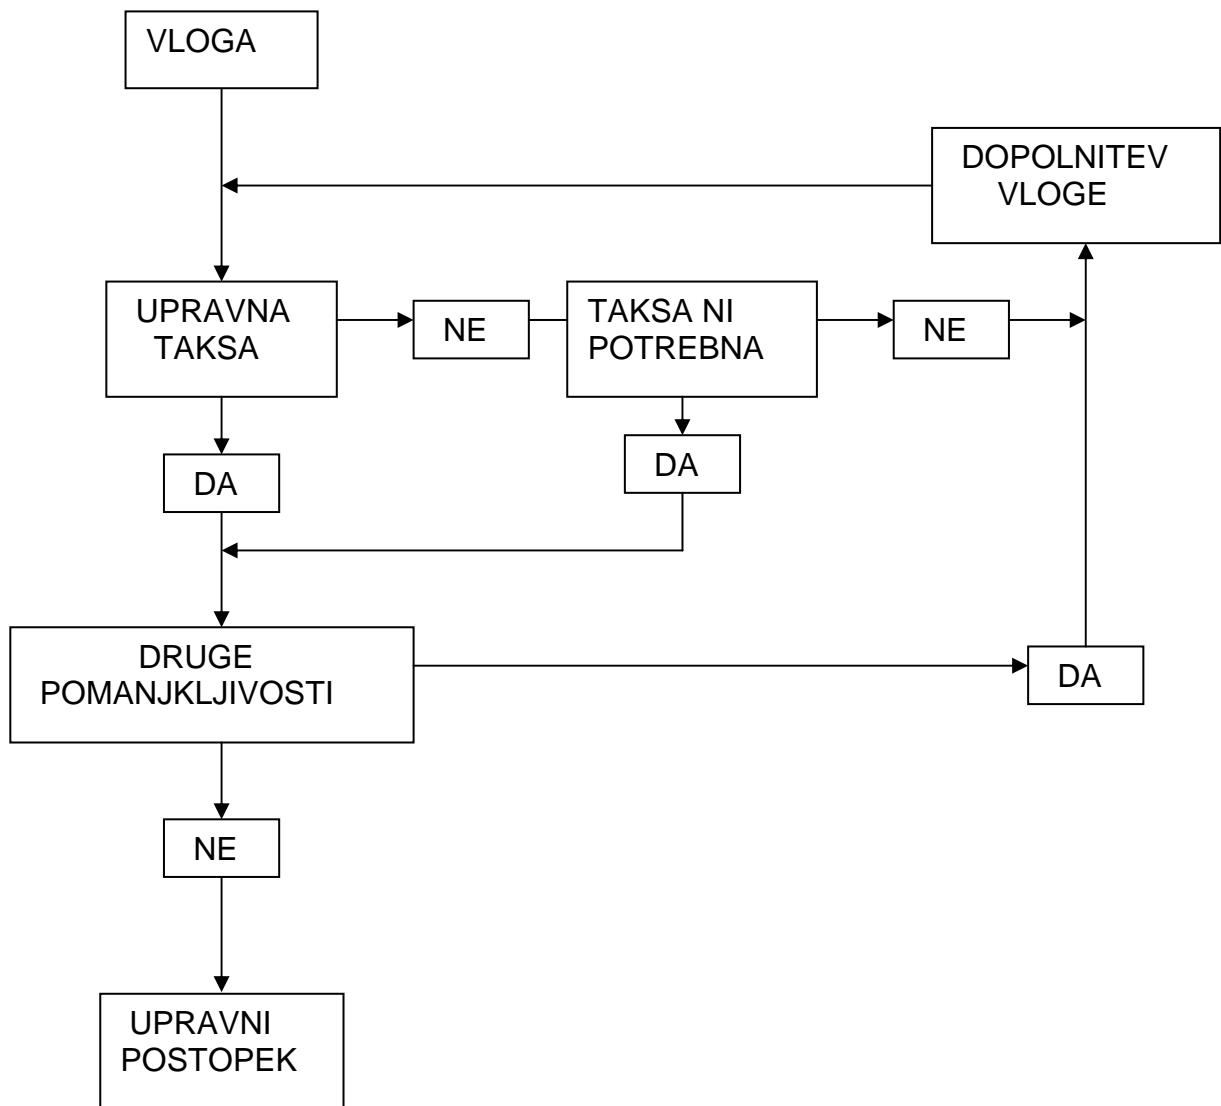 VLOGA
DOPOLNITEV
VLOGE
UPRAVNA
TAKSA
NE
TAKSA NI
POTREBNA
NE
DA
DA
DRUGE
POMANJKLJIVOSTI
DA
NE
UPRAVNI
POSTOPEK